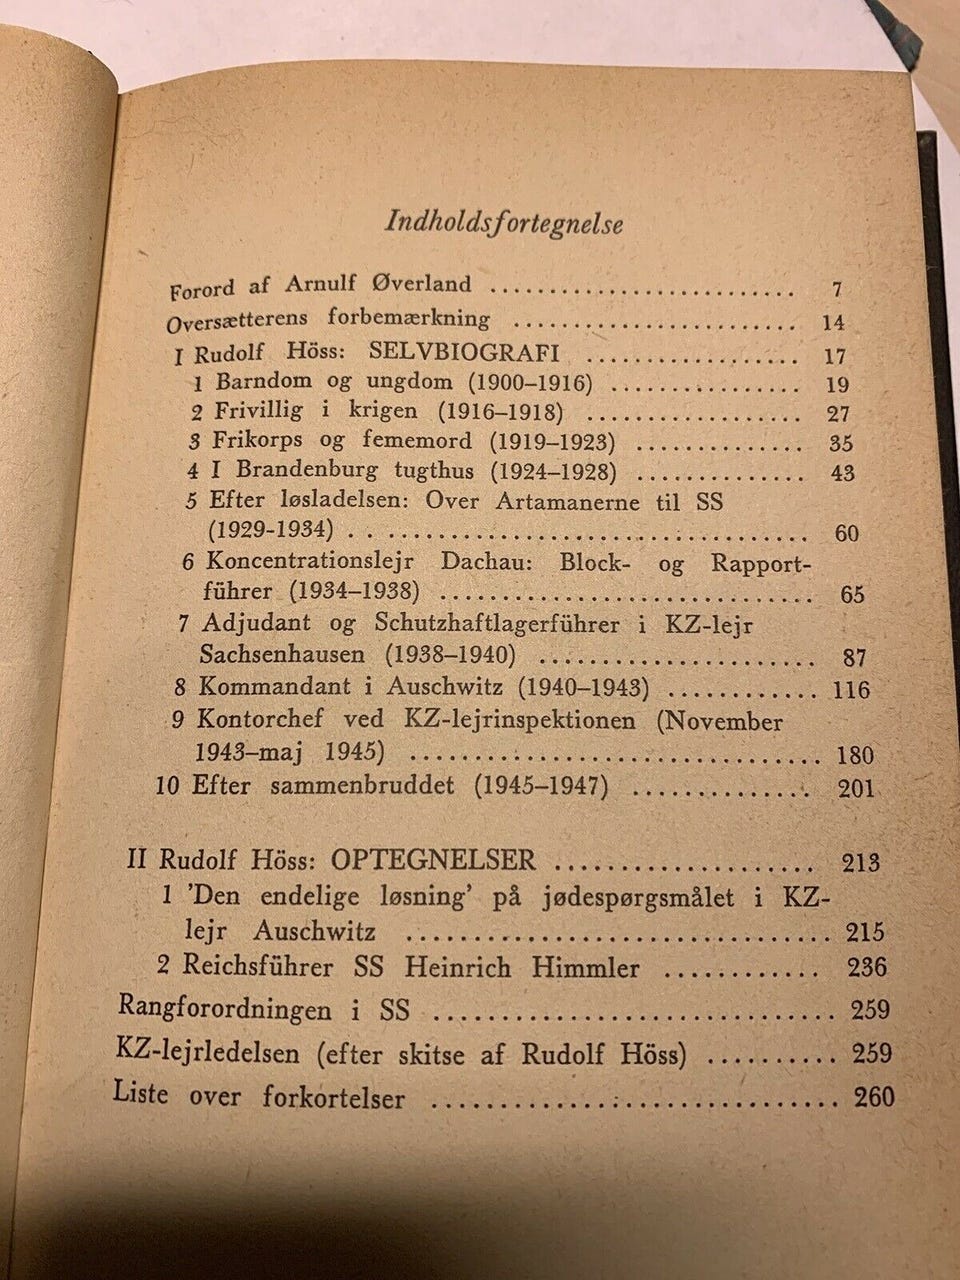 Indholdsfortegnelse
Forord af Arnulf Øverland .......................... 7
Oversætterens forbemærkning ........................ 14
I Rudolf Höss: SELVBIOGRAFI .................. 17
1 Barndom og ungdom (1900–1916) ................ 19
2 Frivillig i krigen (1916–1918) .................. 27
3 Frikorps og fememord (1919–1923) .............. 35
4 I Brandenburg tugthus (1924–1928) .............. 43
5 Efter løsladelsen: Over Artamanerne til SS
(1929-1934) ...................................... 60
6 Koncentrationslejr Dachau: Block- og Rapport-
führer (1934–1938) .............................. 65
7 Adjudant og Schutzhaftlagerführer i KZ-lejr
Sachsenhausen (1938–1940) ...................... 87
8 Kommandant i Auschwitz (1940–1943) ............ 116
9 Kontorchef ved KZ-lejrinspektionen (November
1943–maj 1945) ................................ 180
10 Efter sammenbruddet (1945–1947) .............. 201
II Rudolf Höss: OPTEGNELSER .................... 213
1 'Den endelige løsning' på jødespørgsmålet i KZ-
lejr Auschwitz ................................ 215
2 Reichsführer SS Heinrich Himmler ............ 236
Rangforordningen i SS .............................. 259
KZ-lejrledelsen (efter skitse af Rudolf Höss) .......... 259
Liste over forkortelser .............................. 260